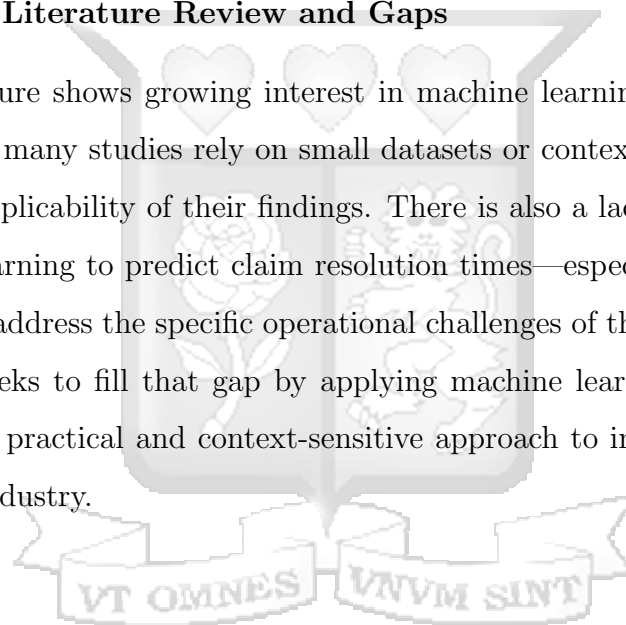 Literature Review and Gaps
ure shows growing interest in machine learnin
many studies rely on small datasets or contex
plicability of their findings. There is also a lac
arning to predict claim resolution times—espec
address the specific operational challenges of th
eks to fill that gap by applying machine lear
practical and context-sensitive approach to in
dustry.
VT OMNES VNVM SINT